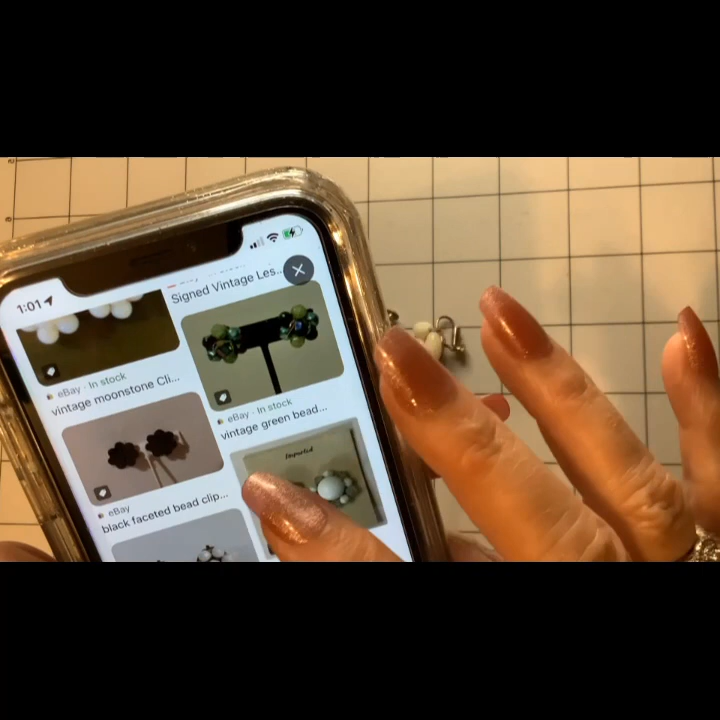 1:01
Signed Vintage Les...
eBay · In stock
vintage moonstone Cli...
eBay · In stock
vintage green bead...
eBay
black faceted bead clip...
Imported